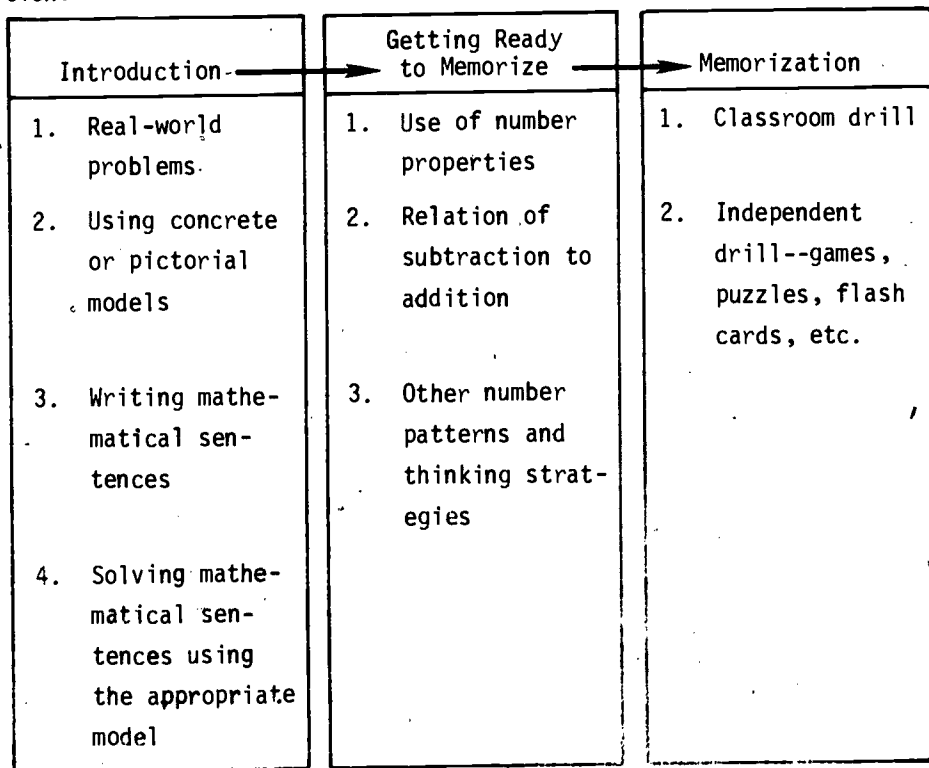 Introduction
1. Real-world
problems.
2. Using concrete
or pictorial
models
3. Writing mathe-
matical sen-
tences
4. Solving mathe-
matical sen-
tences using
the appropriate
model
Getting Ready
to Memorize
1. Use of number
properties
2. Relation of
subtraction to
addition
3. Other number
patterns and
thinking strat-
egies
Memorization
1. Classroom drill
2. Independent
drill--games,
puzzles, flash
cards, etc.